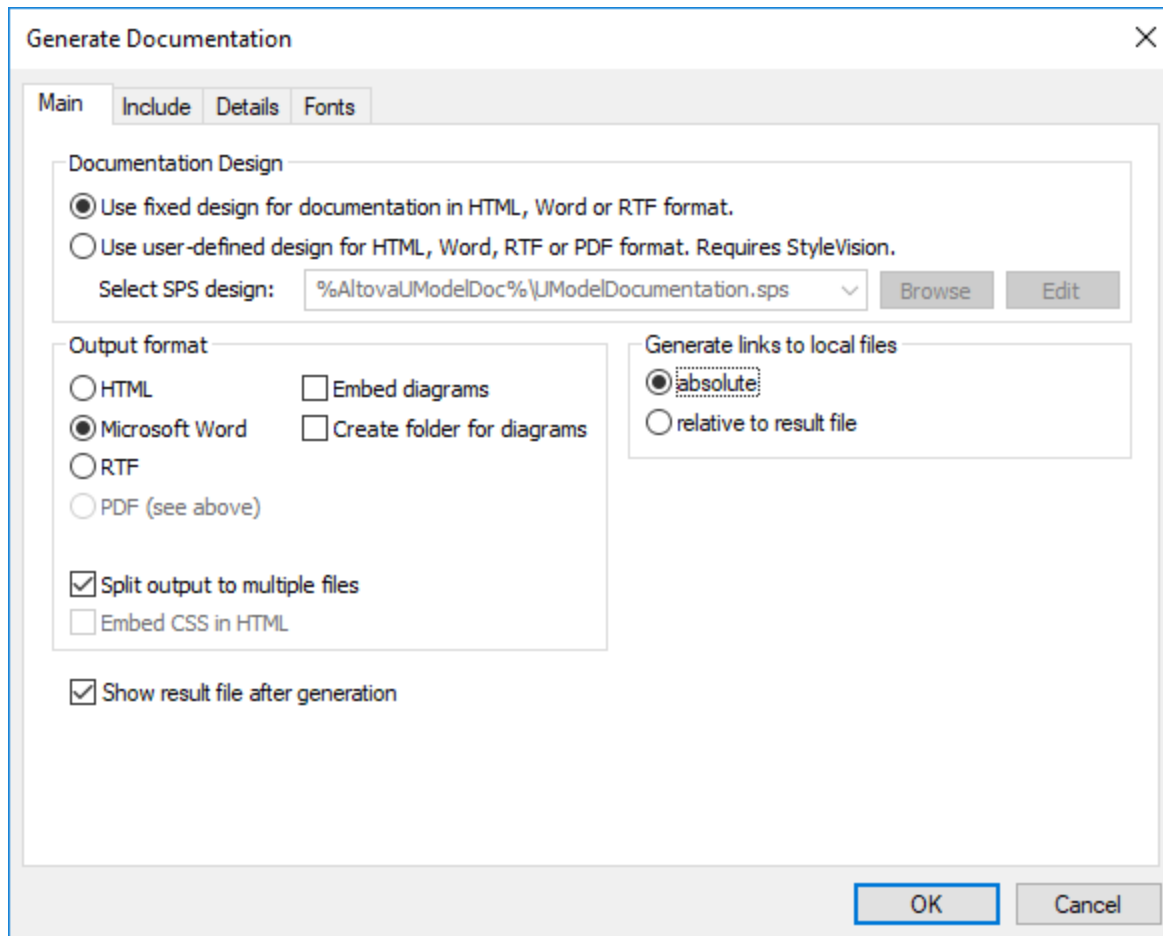 Generate Documentation
Main Include Details Fonts
Documentation Design
Use fixed design for documentation in HTML, Word or RTF format.
Use user-defined design for HTML, Word, RTF or PDF format. Requires StyleVision.
Select SPS design: %AltovaUModelDoc%\UModelDocumentation.sps Browse Edit
Output format
HTML Embed diagrams
Microsoft Word Create folder for diagrams
RTF
PDF (see above)
Split output to multiple files
Embed CSS in HTML
Generate links to local files
absolute
relative to result file
Show result file after generation
OK Cancel